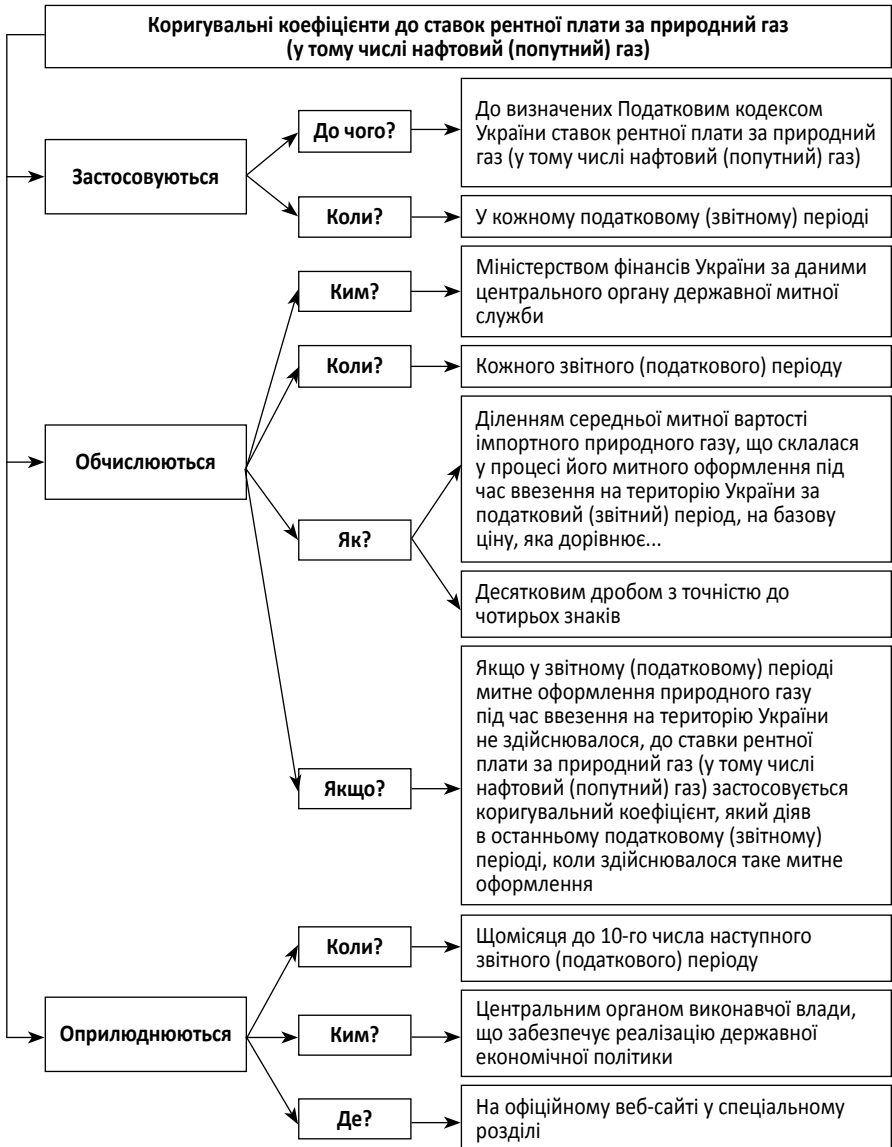 Коригувальні коефіцієнти до ставок рентної плати за природний газ
(у тому числі нафтовий (попутний) газ)
Застосовуються
До чого?
До визначених Податковим кодексом
України ставок рентної плати за природний
газ (у тому числі нафтовий (попутний) газ)
Коли?
У кожному податковому (звітному) періоді
Обчислюються
Ким?
Міністерством фінансів України за даними
центрального органу державної митної
служби
Коли?
Кожного звітного (податкового) періоду
Як?
Діленням середньої митної вартості
імпортного природного газу, що склалася
у процесі його митного оформлення під
час ввезення на територію України за
податковий (звітний) період, на базову
ціну, яка дорівнює...
Десятковим дробом з точністю до
чотирьох знаків
Якщо?
Якщо у звітному (податковому) періоді
митне оформлення природного газу
під час ввезення на територію України
не здійснювалось, до ставки рентної
плати за природний газ (у тому числі
нафтовий (попутний) газ) застосовується
коригувальний коефіцієнт, який діяв
в останньому податковому (звітному)
періоді, коли здійснювалося таке митне
оформлення
Оприлюднюються
Коли?
Щомісяця до 10-го числа наступного
звітного (податкового) періоду
Ким?
Центральним органом виконавчої влади,
що забезпечує реалізацію державної
економічної політики
Де?
На офіційному веб-сайті у спеціальному
розділі